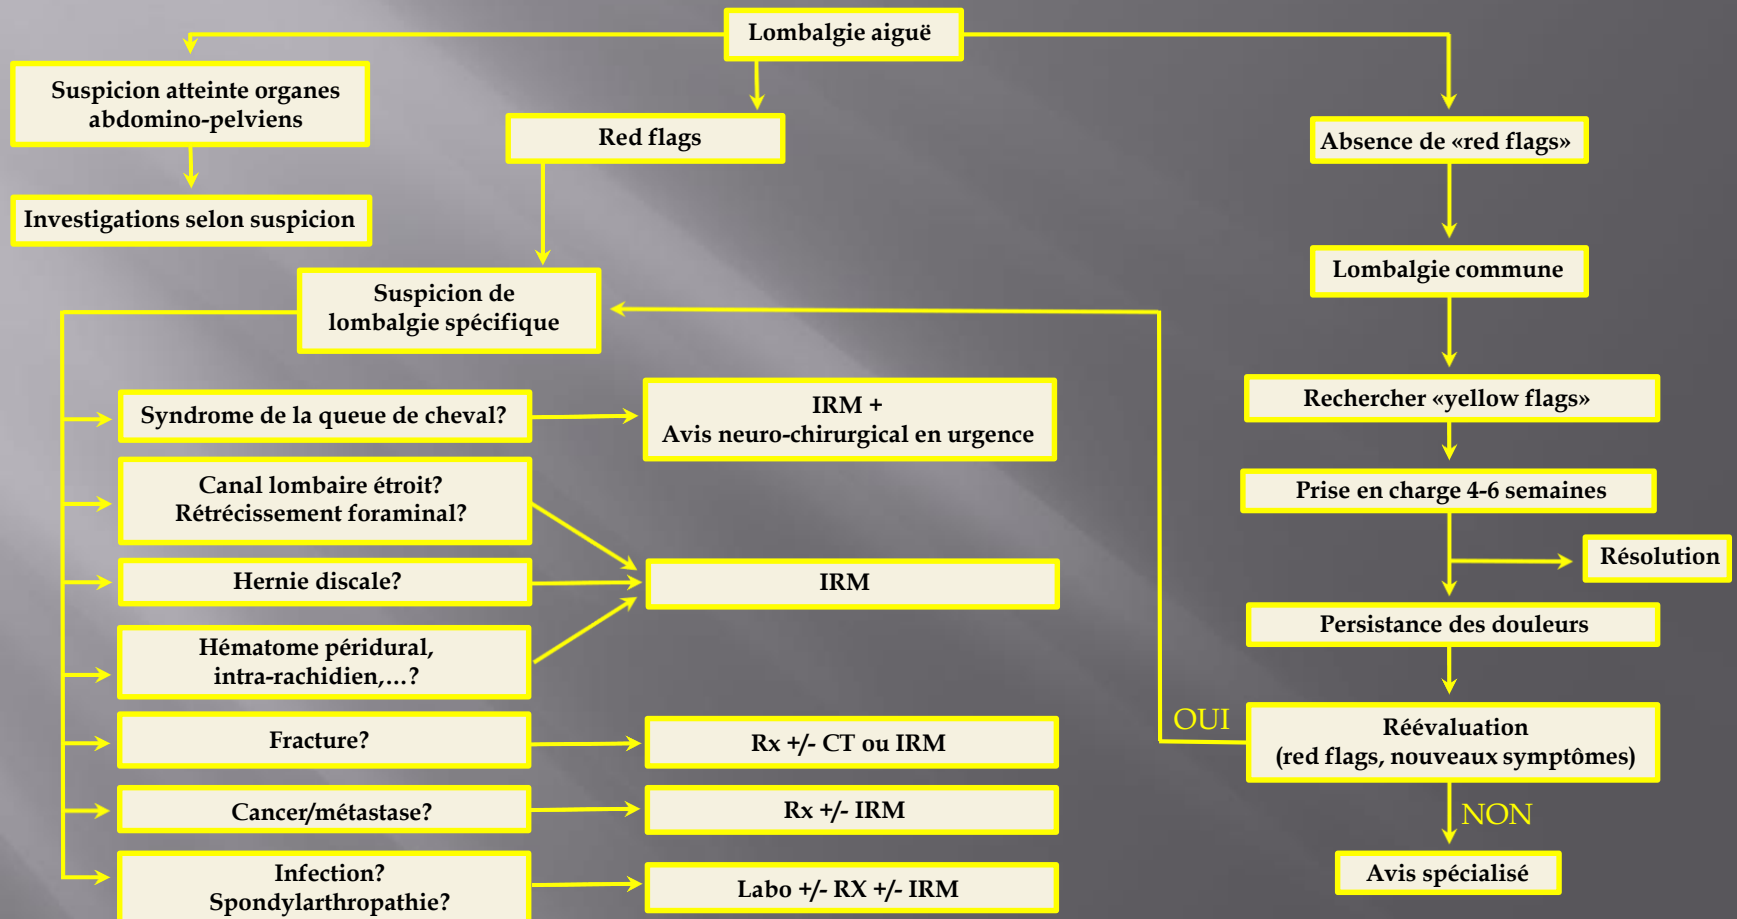 Lombalgie aiguë
Suspicion atteinte organes
abdomino-pelviens
Investigations selon suspicion
Red flags
Suspicion de
lombalgie spécifique
Syndrome de la queue de cheval?
IRM +
Avis neuro-chirurgical en urgence
Canal lombaire étroit?
Rétrécissement foraminal?
Hernie discale?
IRM
Hématome péridural,
intra-rachidien,...?
Fracture?
Rx +/- CT ou IRM
Cancer/métastase?
Rx +/- IRM
Infection?
Spondylarthropathie?
Labo +/- RX +/- IRM
Absence de «red flags»
Lombalgie commune
Rechercher «yellow flags»
Prise en charge 4-6 semaines
Résolution
Persistance des douleurs
Réévaluation
(red flags, nouveaux symptômes)
OUI
NON
Avis spécialisé